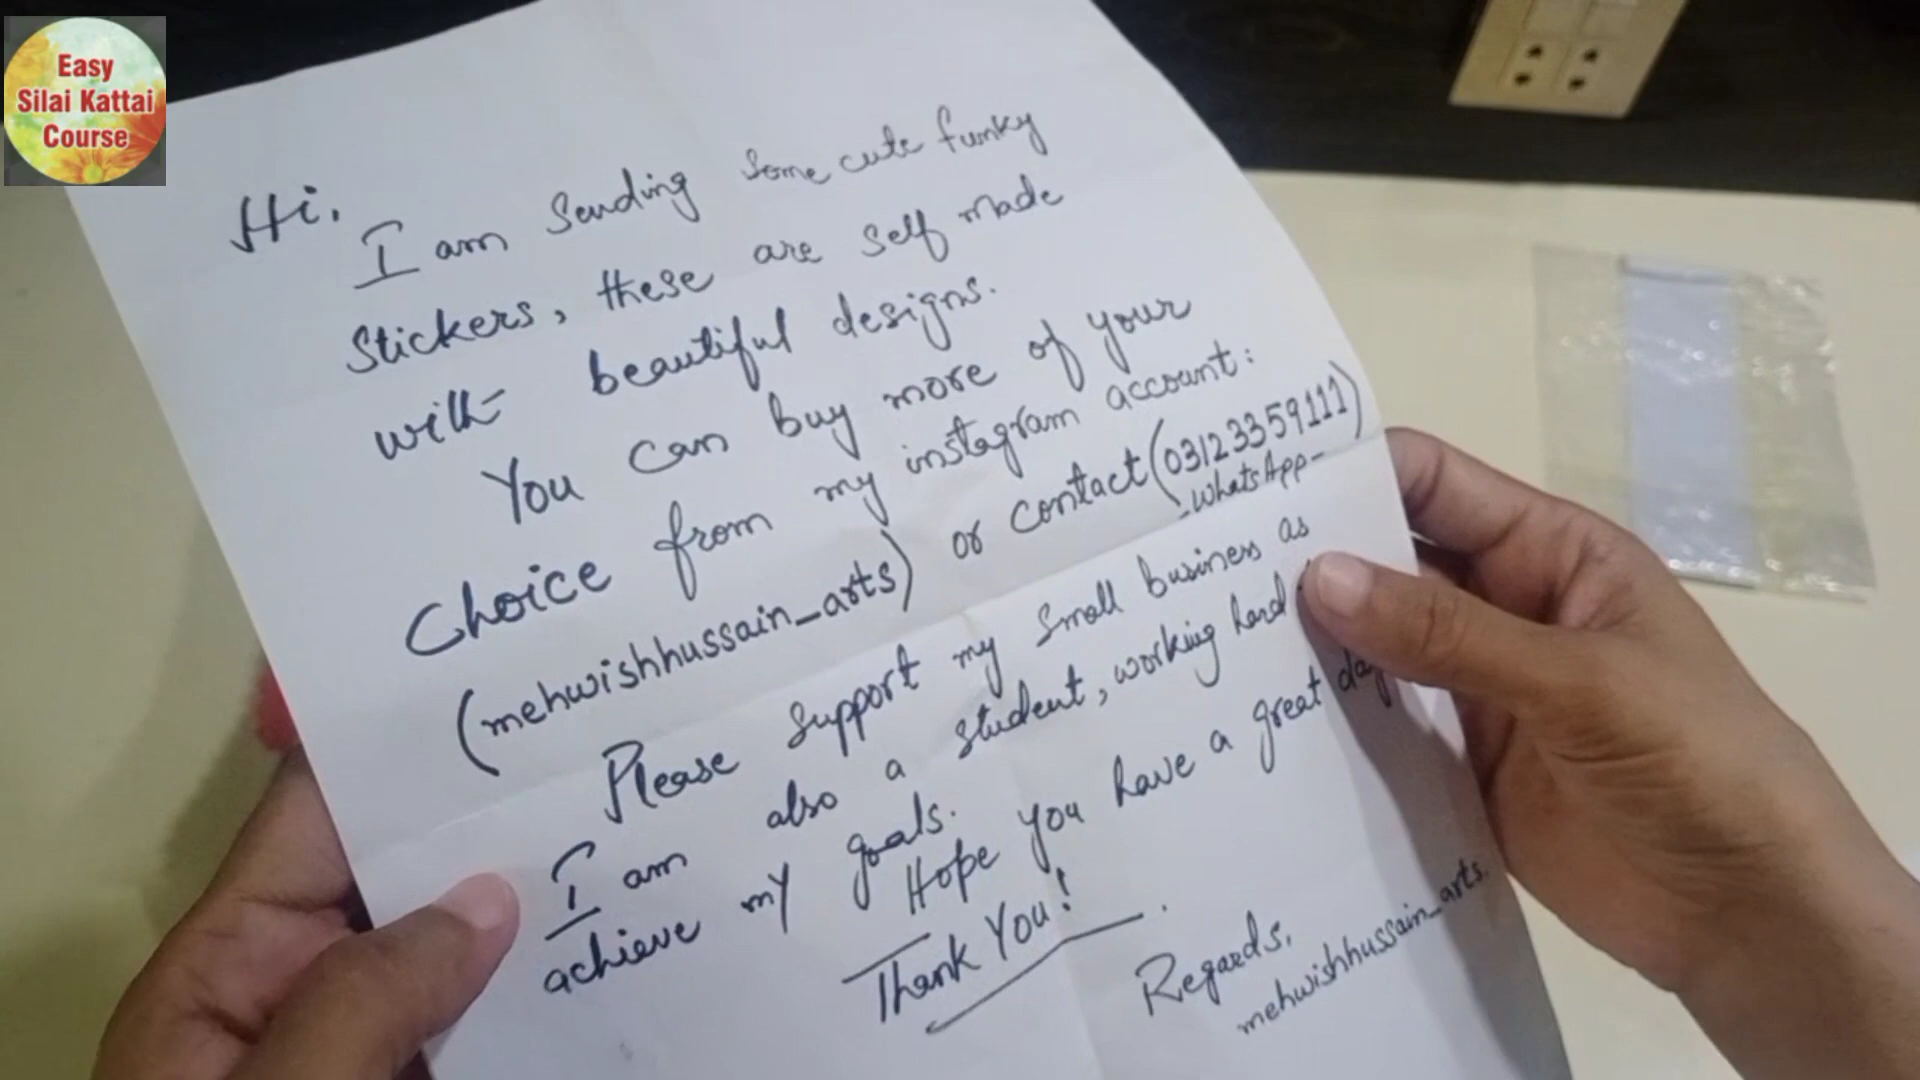 Easy
Silai Kattai
Course
Hi,
I am sending some cute funky
stickers, these are self made
with beautiful designs.
You can buy more of your
choice from my instagram account:
(mehwishhussain_arts) or contact (03123359111)
-WhatsApp-
Please support my small business as
I am also a student, working hard
achieve my goals.
Hope you have a great day
Thank You!
Regards,
mehwishhussain_arts.